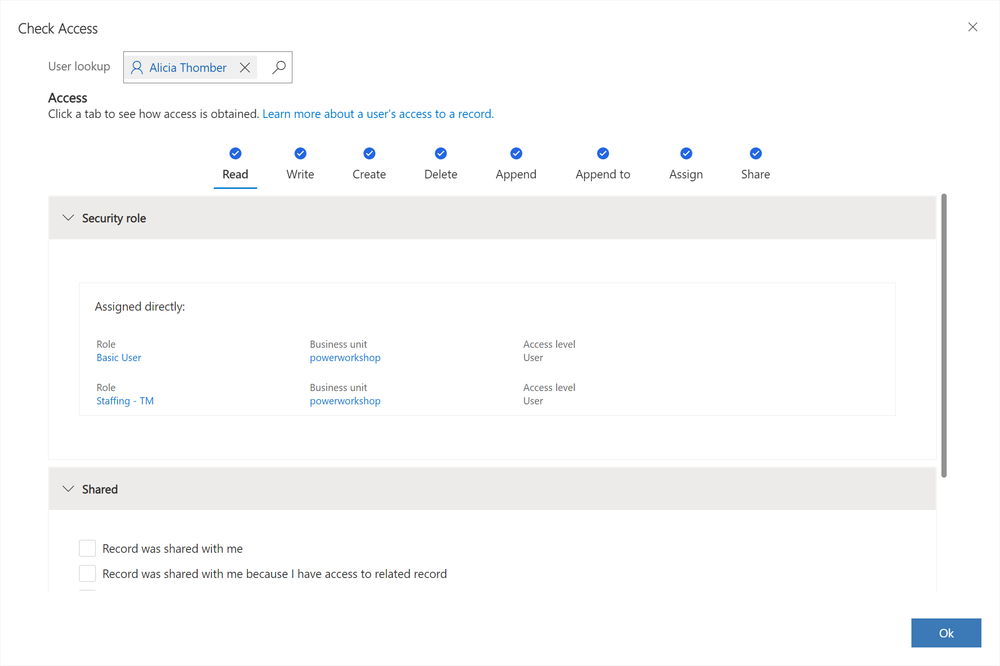 Check Access
User lookup
Alicia Thomber
Access
Click a tab to see how access is obtained. Learn more about a user's access to a record.
Read Write Create Delete Append Append to Assign Share
Security role
Assigned directly:
Role Business unit Access level
Basic User powerworkshop User
Role Business unit Access level
Staffing - TM powerworkshop User
Shared
Record was shared with me
Record was shared with me because I have access to related record
Ok